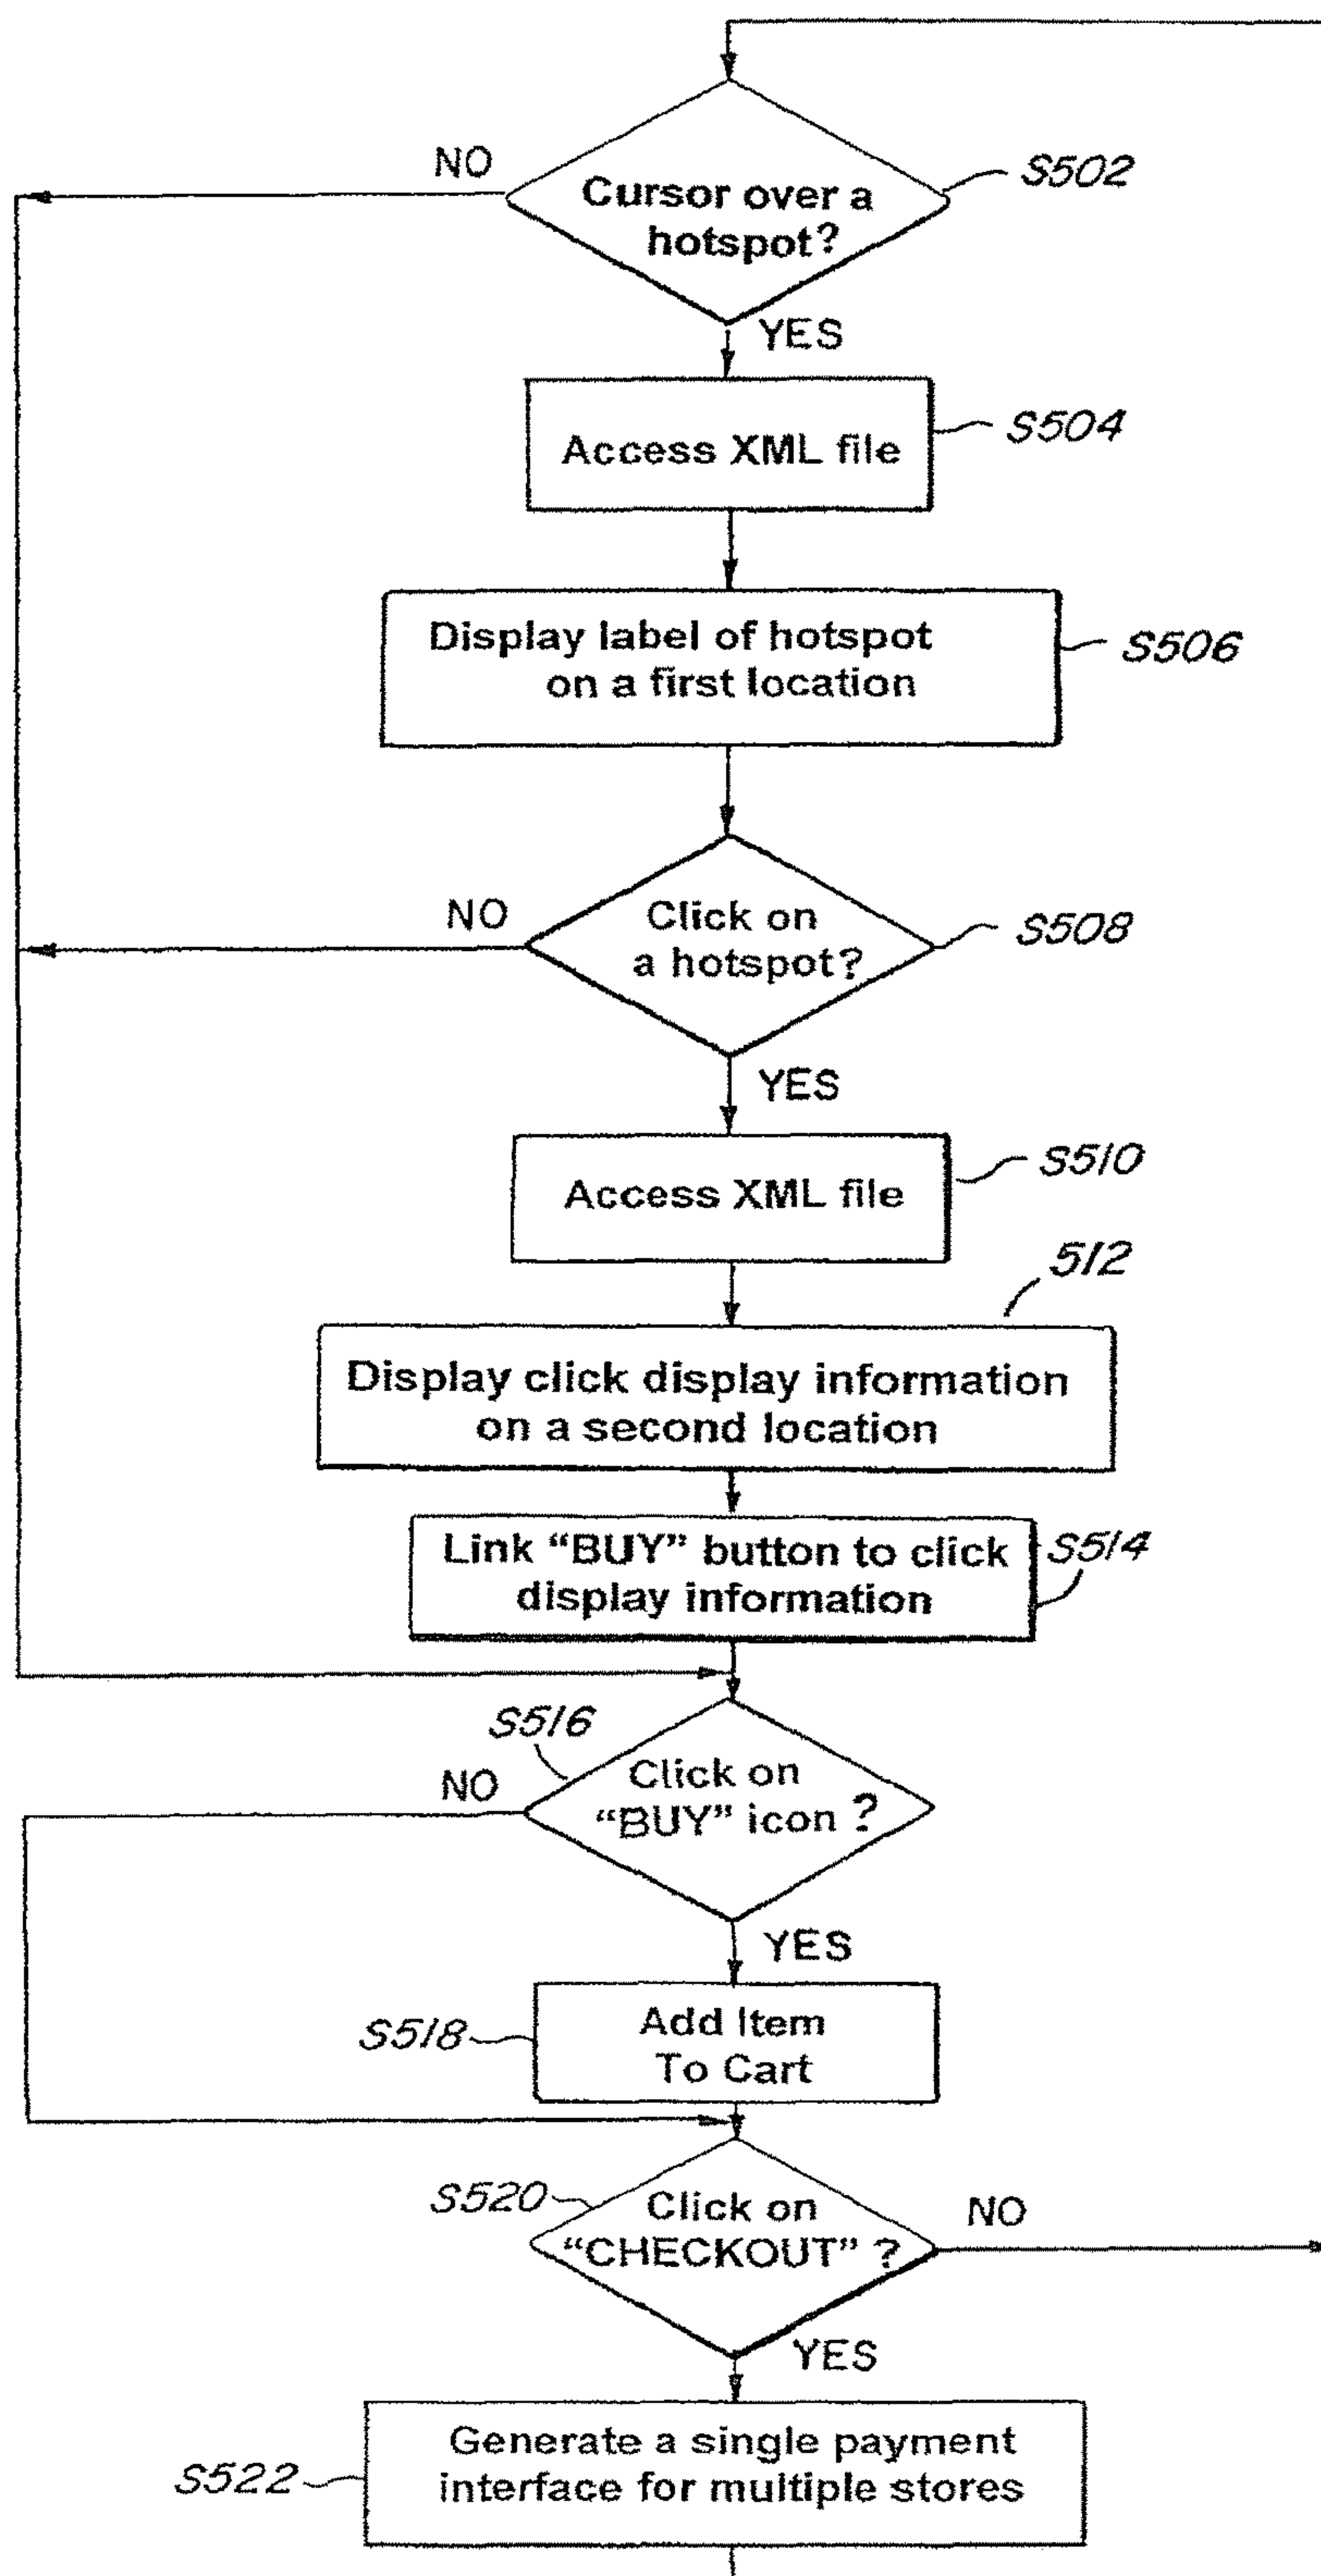 NO
S502
Cursor over a
hotspot?
YES
S504
Access XML file
Display label of hotspot
on a first location
S506
NO
Click on
a hotspot?
S508
YES
S510
Access XML file
512
Display click display information
on a second location
Link “BUY” button to click
display information
S514
S516
NO
Click on
“BUY” icon ?
YES
S518
Add Item
To Cart
S520
Click on
“CHECKOUT” ?
NO
YES
Generate a single payment
interface for multiple stores
S522